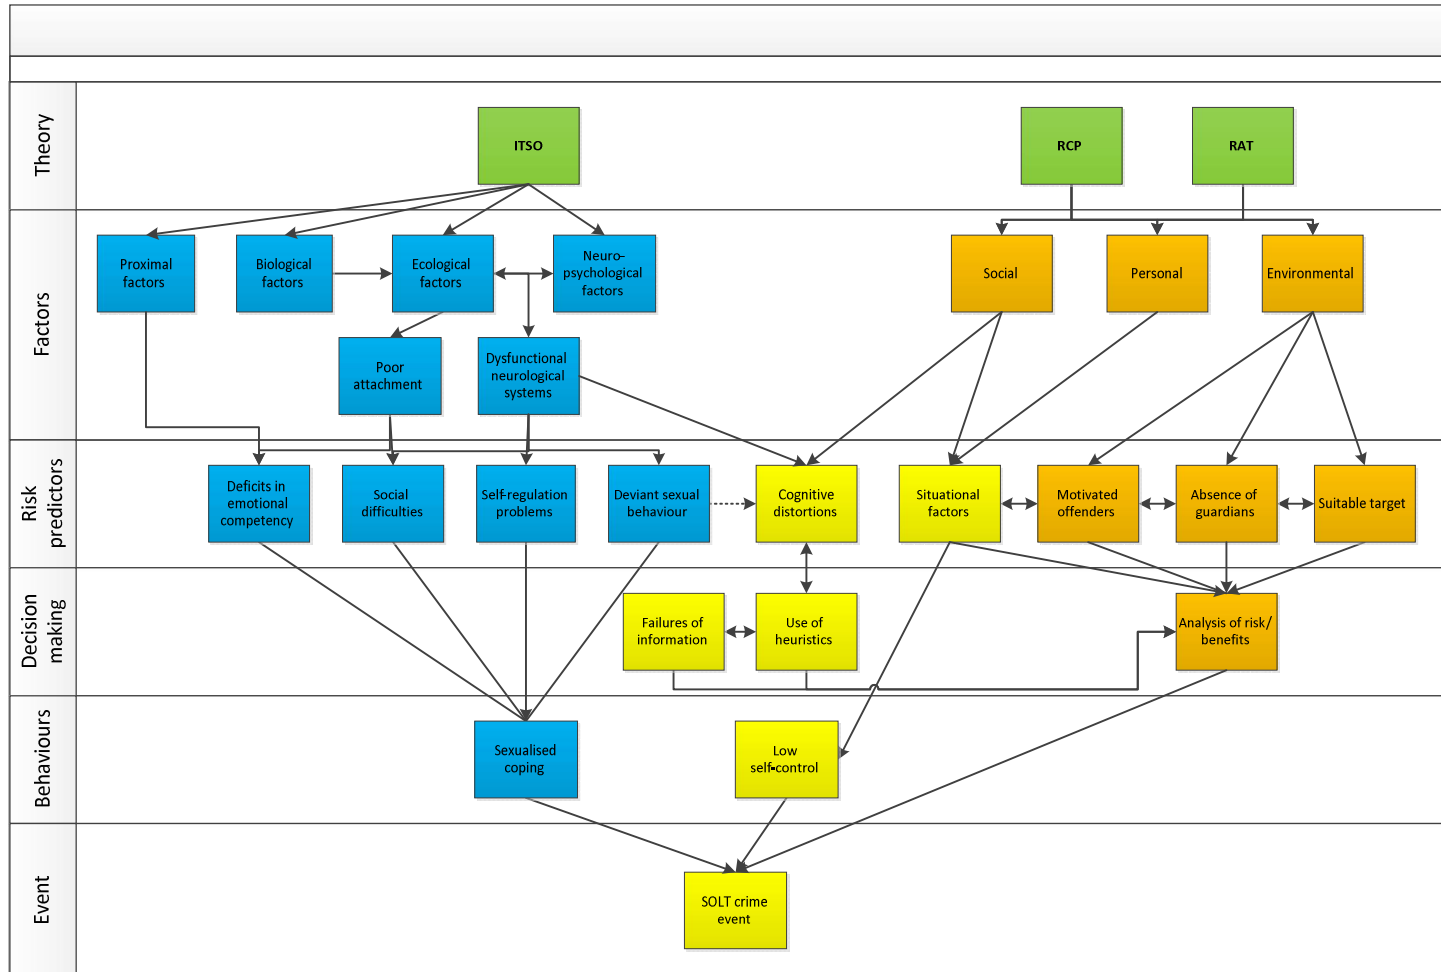 Theory
ITSO
RCP
RAT
Factors
Proximal
factors
Biological
factors
Ecological
factors
Neuro-
psychological
factors
Social
Personal
Environmental
Poor
attachment
Dysfunctional
neurological
systems
Risk
predictors
Deficits in
emotional
competency
Social
difficulties
Self-regulation
problems
Deviant sexual
behaviour
Cognitive
distortions
Situational
factors
Motivated
offenders
Absence of
guardians
Suitable target
Decision
making
Failures of
information
Use of
heuristics
Analysis of risk/
benefits
Behaviours
Sexualised
coping
Low
self-control
Event
SOLT crime
event